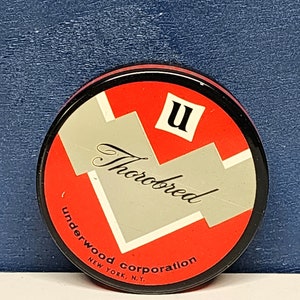 u
Thorobred
underwood corporation
NEW YORK, N.Y.